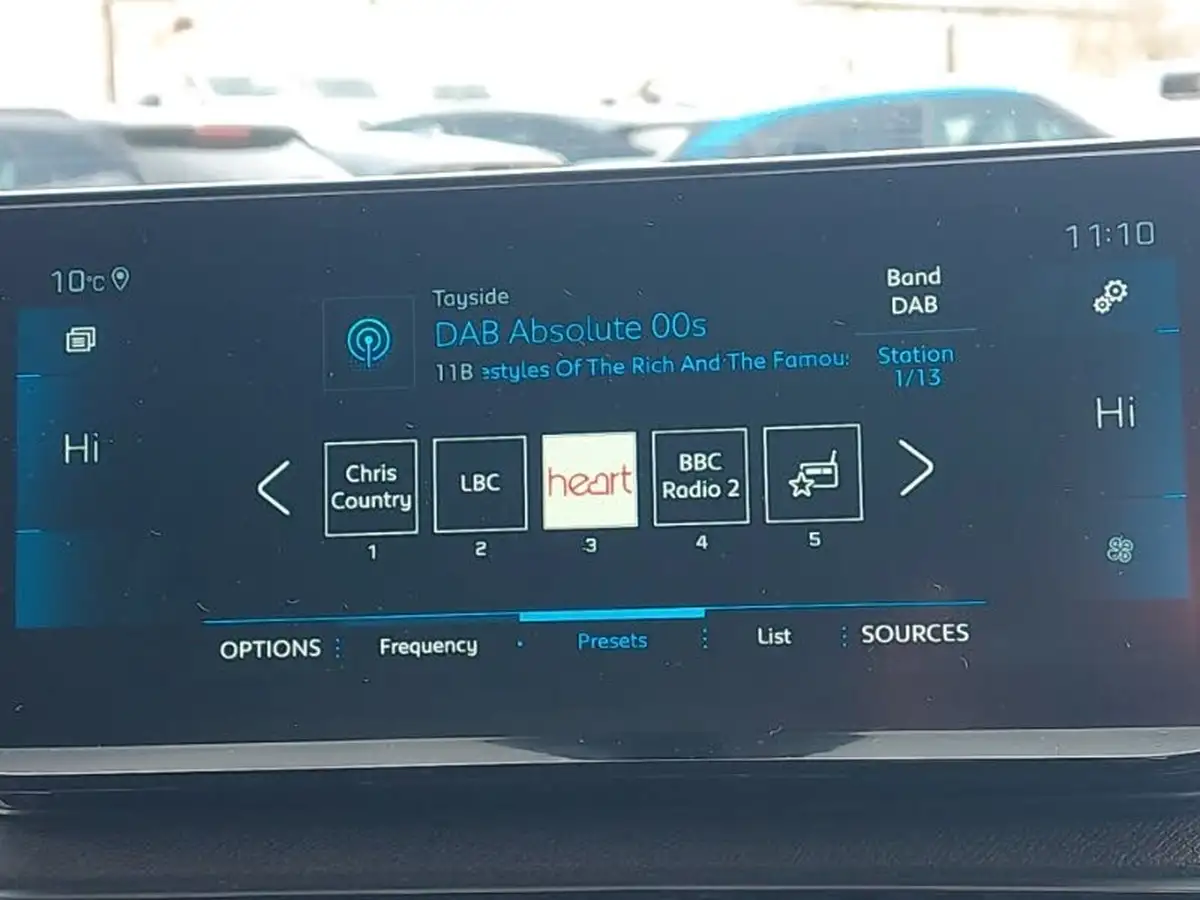 11:10
10°C
Tayside
DAB Absolute 00s
11B estyles Of The Rich And The Famou
Band
DAB
Station
1/13
Hi
Hi
Chris
Country
LBC
heart
BBC
Radio 2
1
2
3
4
5
OPTIONS
Frequency
Presets
List
SOURCES